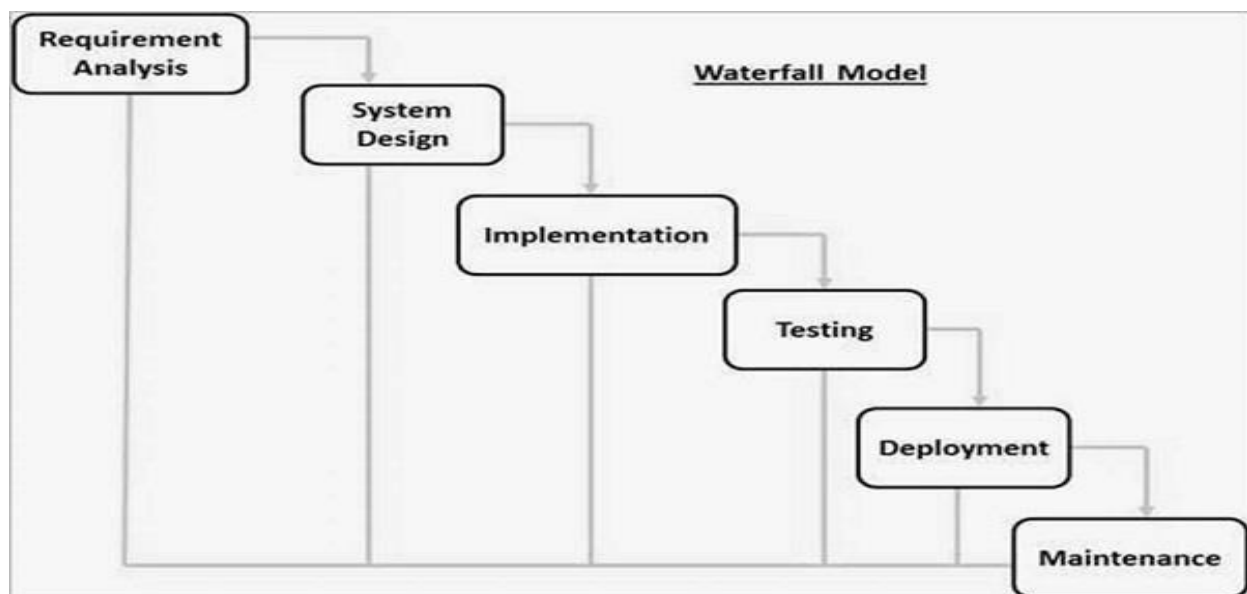 Requirement
Analysis
Waterfall Model
System
Design
Implementation
Testing
Deployment
Maintenance